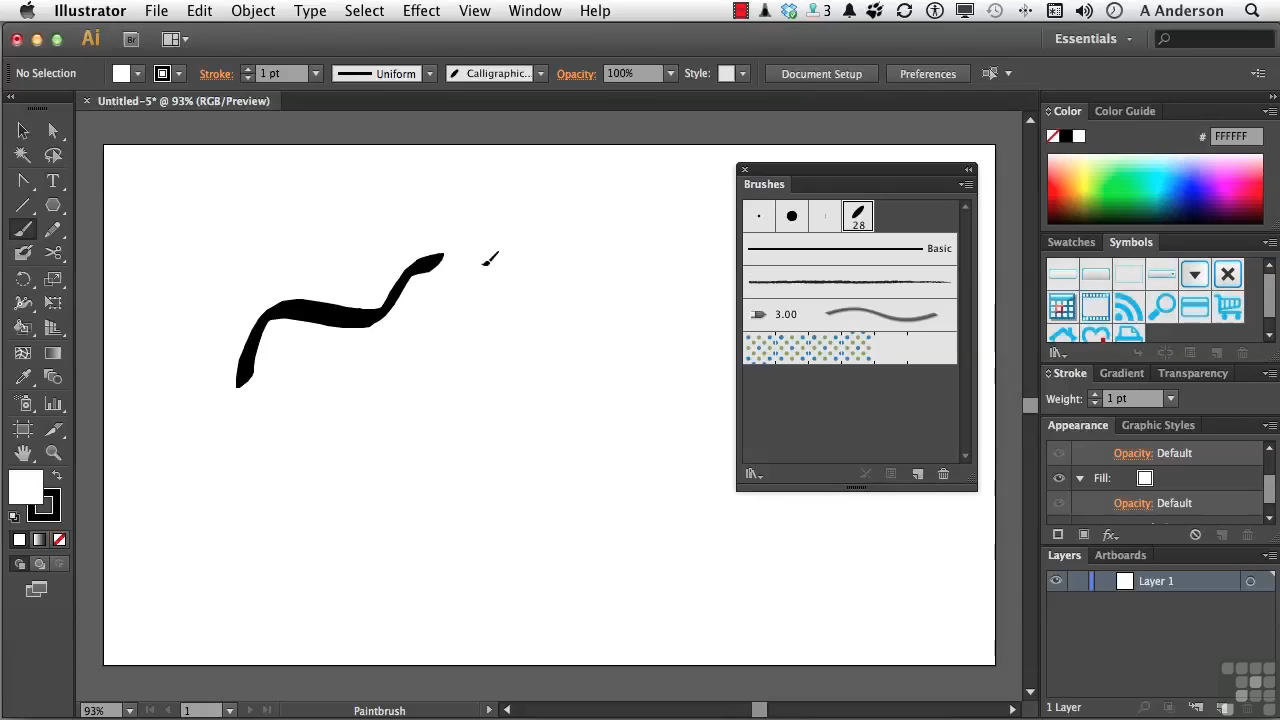 Illustrator File Edit Object Type Select Effect View Window Help 3 A Anderson
Ai Br Essentials
No Selection Stroke: 1 pt Uniform Calligraphic... Opacity: 100% Style: Document Setup Preferences
Untitled-5* @ 93% (RGB/Preview)
Color Color Guide
# FFFFFF
Brushes
28
Basic
3.00
Swatches Symbols
Stroke Gradient Transparency
Weight: 1 pt
Appearance Graphic Styles
Opacity: Default
Fill:
Opacity: Default
fx
Layers Artboards
Layer 1
1 Layer
93% 1 Paintbrush